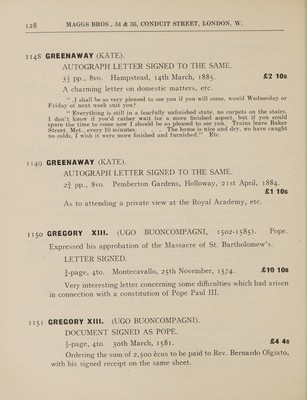 128 MAGGS BROS., 34 & 35, CONDUIT STREET, LONDON, W.
1148 GREENAWAY (KATE).
AUTOGRAPH LETTER SIGNED TO THE SAME.
3½ pp., 8vo. Hampstead, 14th March, 1885. £2 10s
A charming letter on domestic matters, etc.
" I shall be so very pleased to see you if you will come, would Wednesday or
Friday of next week suit you?
" Everything is still in a fearfully unfinished state, no carpets on the stairs,
I don't know if you'd rather wait for a more finished aspect, but if you could
spare the time to come now I should be so pleased to see you. Trains leave Baker
Street, Met., every 10 minutes. . . . The home is nice and dry, we have caught
no colds, I wish it were more finished and furnished." Etc.
1149 GREENAWAY (KATE).
AUTOGRAPH LETTER SIGNED TO THE SAME.
2¾ pp., 8vo. Pemberton Gardens, Holloway, 21st April, 1884.
£1 10s
As to attending a private view at the Royal Academy, etc.
1150 GREGORY XIII. (UGO BUONCOMPAGNI, 1502-1585). Pope.
Expressed his approbation of the Massacre of St. Bartholomew's.
LETTER SIGNED.
¾-page, 4to. Montecavallo, 25th November, 1574. £10 10s
Very interesting letter concerning some difficulties which had arisen
in connection with a constitution of Pope Paul III.
1151 GREGORY XIII. (UGO BUONCOMPAGNI).
DOCUMENT SIGNED AS POPE.
-page, 4to. 30th March, 1581. £4 4s
Ordering the sum of 2,500 ècus to be paid to Rev. Bernardo Olgiato,
with his signed receipt on the same sheet.